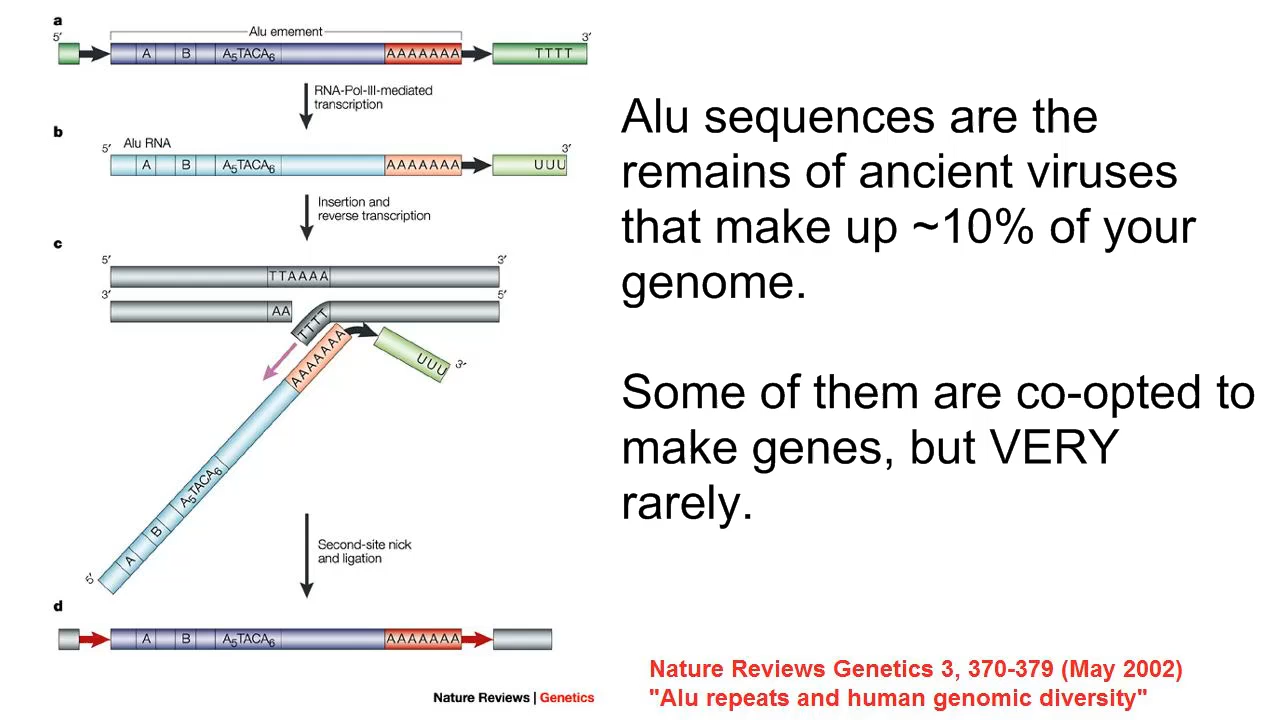 a
5′ 3′
Alu emement
A B A₅TACA₆ AAAAAAA TTTT
RNA-Pol-III-mediated
transcription
b
5′ Alu RNA 3′
A B A₅TACA₆ AAAAAAA UUU
Insertion and
reverse transcription
c
5′ 3′
TTAAAA
3′ 5′
AA TTTT
AAAAAAA UUU 3′
A₅TACA₆
B
A
5′
Second-site nick
and ligation
d
A B A₅TACA₆ AAAAAAA
Nature Reviews | Genetics
Alu sequences are the
remains of ancient viruses
that make up ~10% of your
genome.
Some of them are co-opted to
make genes, but VERY
rarely.
Nature Reviews Genetics 3, 370-379 (May 2002)
"Alu repeats and human genomic diversity"